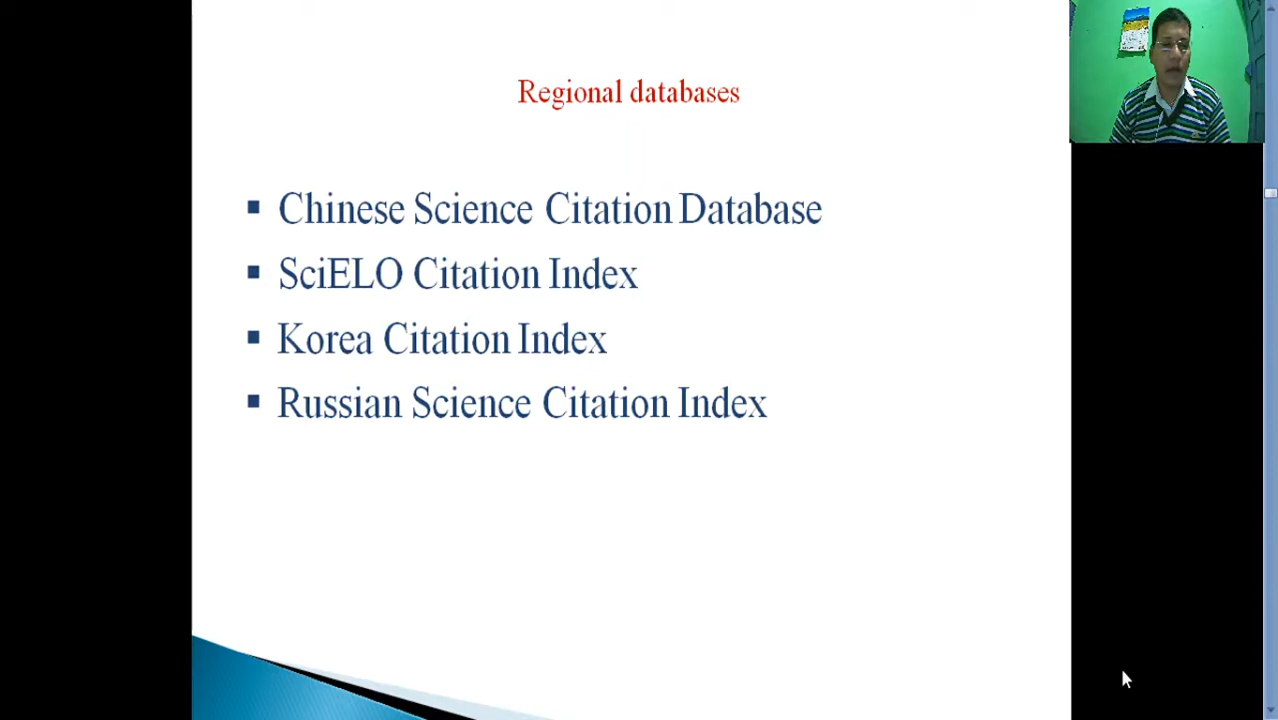 Regional databases
▪ Chinese Science Citation Database
▪ SciELO Citation Index
▪ Korea Citation Index
▪ Russian Science Citation Index